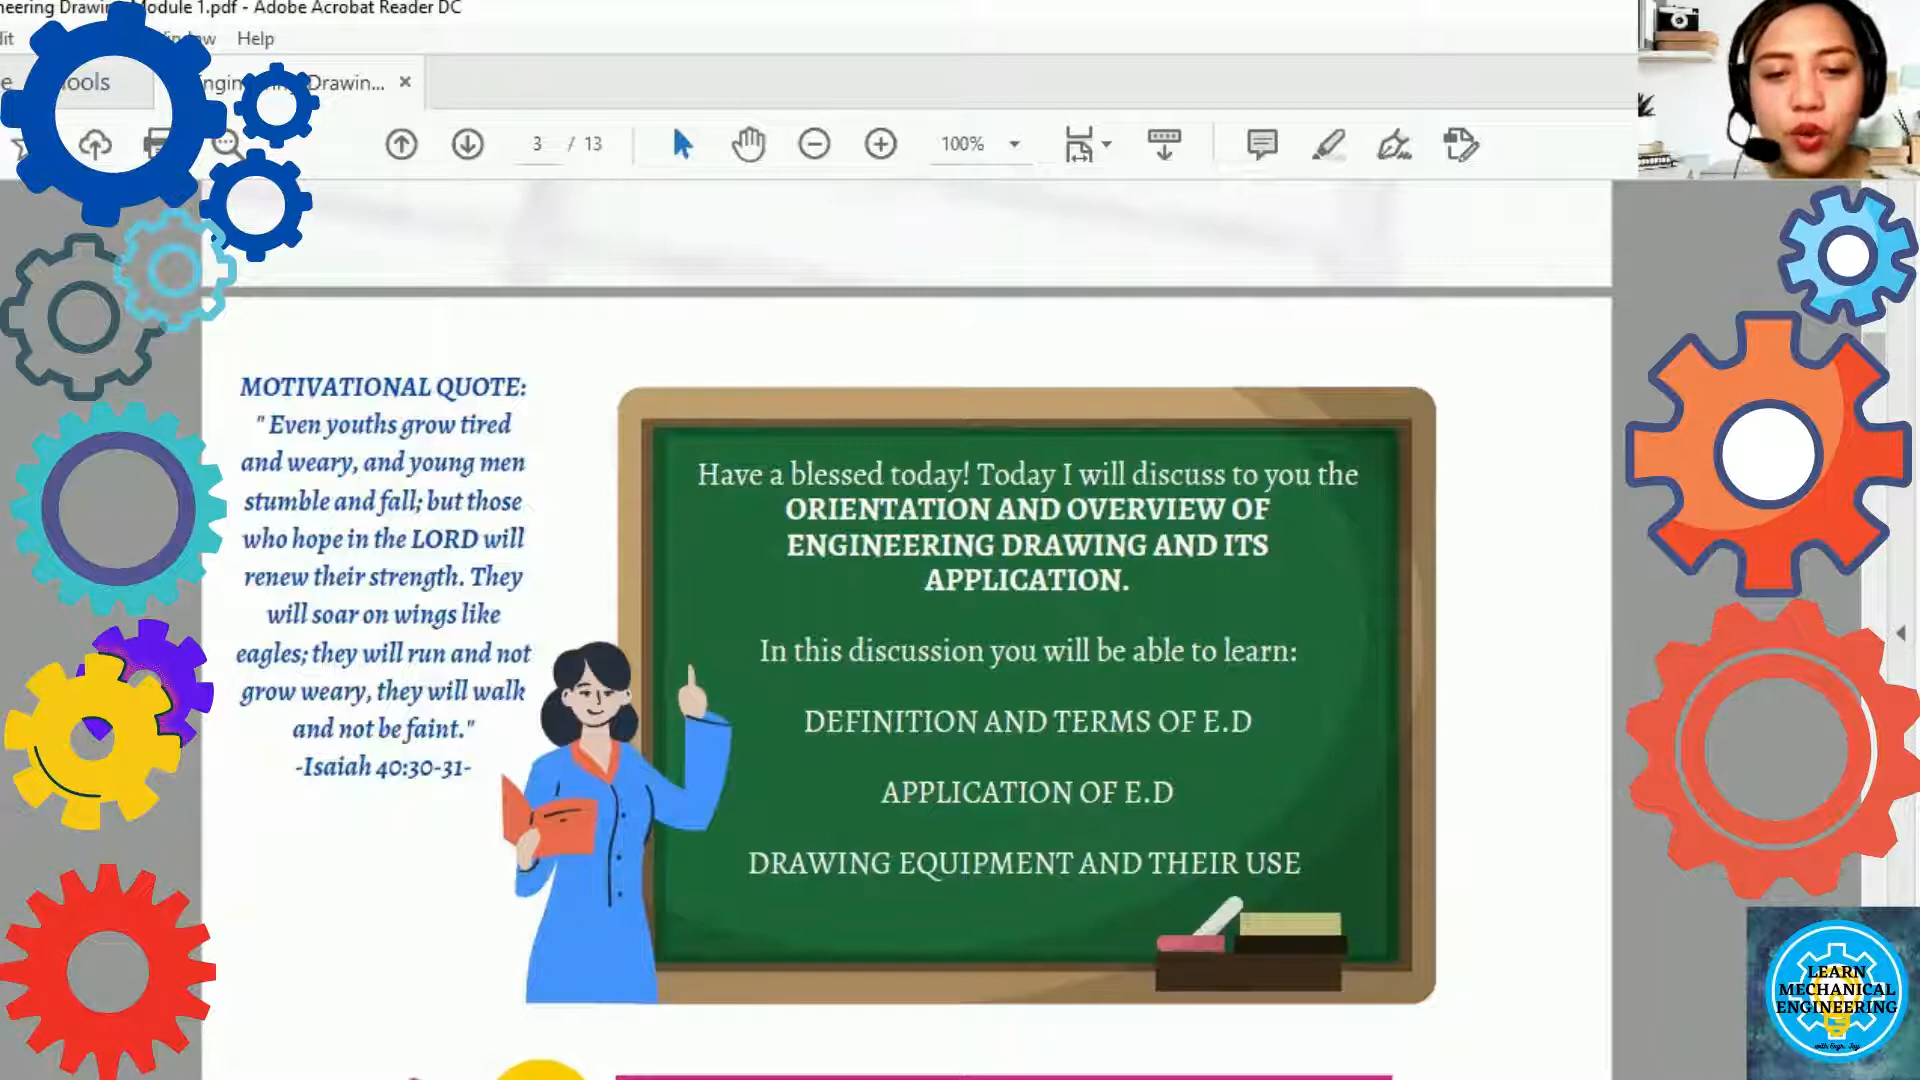 neering Drawing Module 1.pdf - Adobe Acrobat Reader DC
Help
ools
Drawin...
3 / 13
100%
MOTIVATIONAL QUOTE:
" Even youths grow tired
and weary, and young men
stumble and fall; but those
who hope in the LORD will
renew their strength. They
will soar on wings like
eagles; they will run and not
grow weary, they will walk
and not be faint."
-Isaiah 40:30-31-
Have a blessed today! Today I will discuss to you the
ORIENTATION AND OVERVIEW OF
ENGINEERING DRAWING AND ITS
APPLICATION.
In this discussion you will be able to learn:
DEFINITION AND TERMS OF E.D
APPLICATION OF E.D
DRAWING EQUIPMENT AND THEIR USE
LEARN
MECHANICAL
ENGINEERING